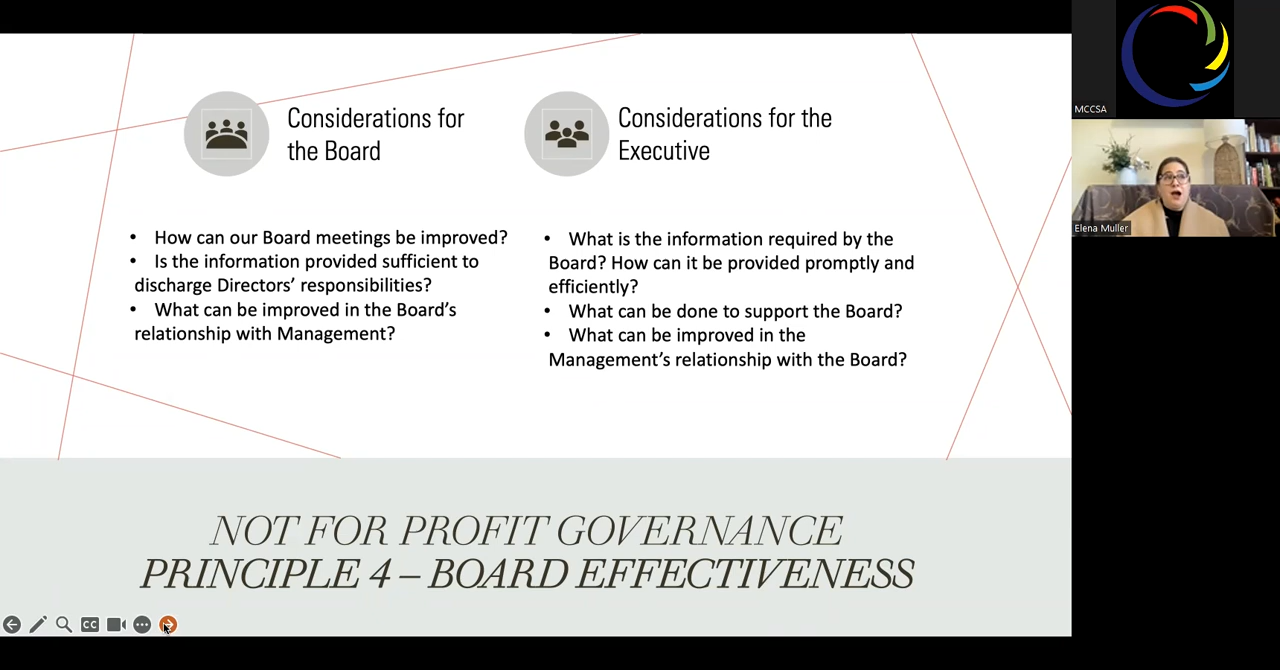 Considerations for
the Board
• How can our Board meetings be improved?
• Is the information provided sufficient to
discharge Directors’ responsibilities?
• What can be improved in the Board’s
relationship with Management?
Considerations for the
Executive
• What is the information required by the
Board? How can it be provided promptly and
efficiently?
• What can be done to support the Board?
• What can be improved in the
Management’s relationship with the Board?
NOT FOR PROFIT GOVERNANCE
PRINCIPLE 4 – BOARD EFFECTIVENESS
CC
MCCSA
Elena Muller